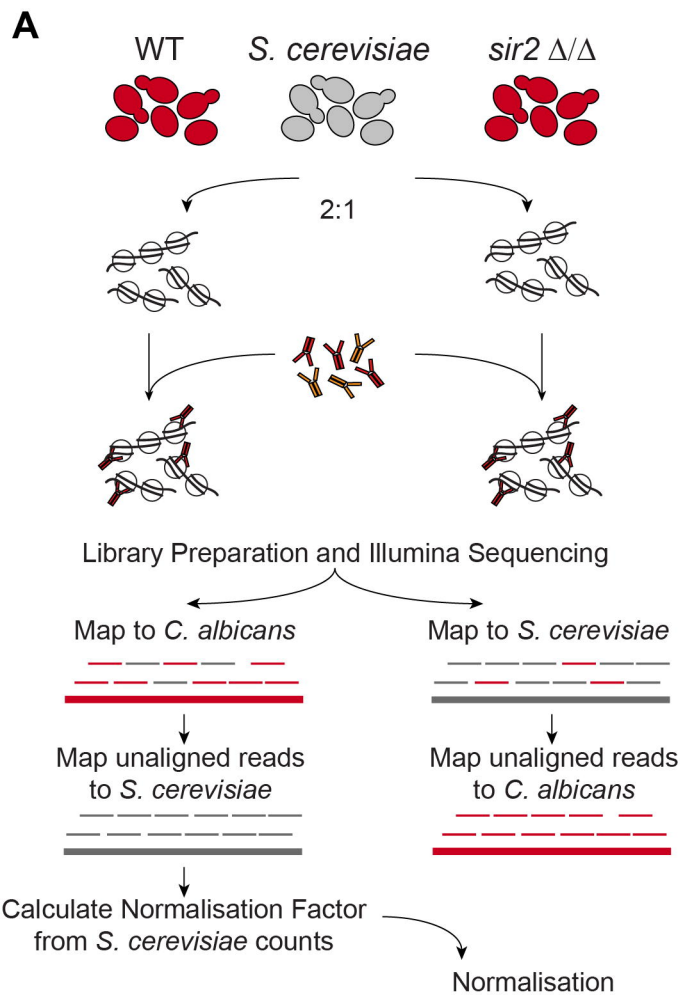 A
WT
S. cerevisiae
sir2 Δ/Δ
2:1
Library Preparation and Illumina Sequencing
Map to C. albicans
Map to S. cerevisiae
Map unaligned reads
to S. cerevisiae
Map unaligned reads
to C. albicans
Calculate Normalisation Factor
from S. cerevisiae counts
Normalisation